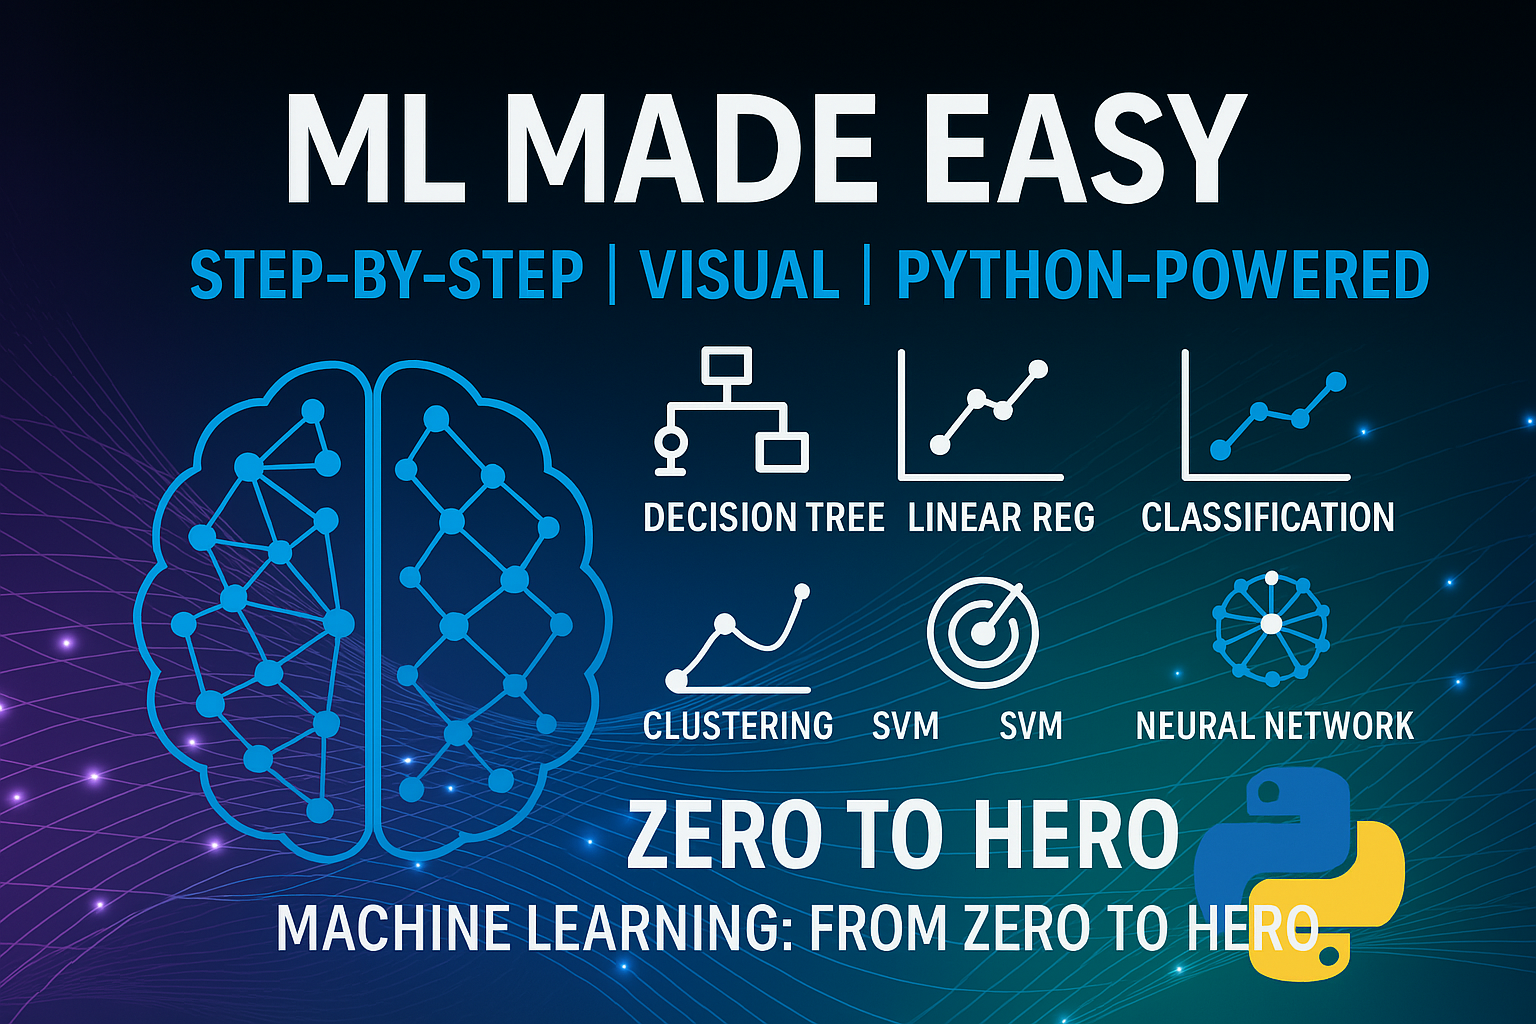 ML MADE EASY
STEP-BY-STEP | VISUAL | PYTHON-POWERED
DECISION TREE LINEAR REG CLASSIFICATION
CLUSTERING SVM SVM NEURAL NETWORK
ZERO TO HERO
MACHINE LEARNING: FROM ZERO TO HERO